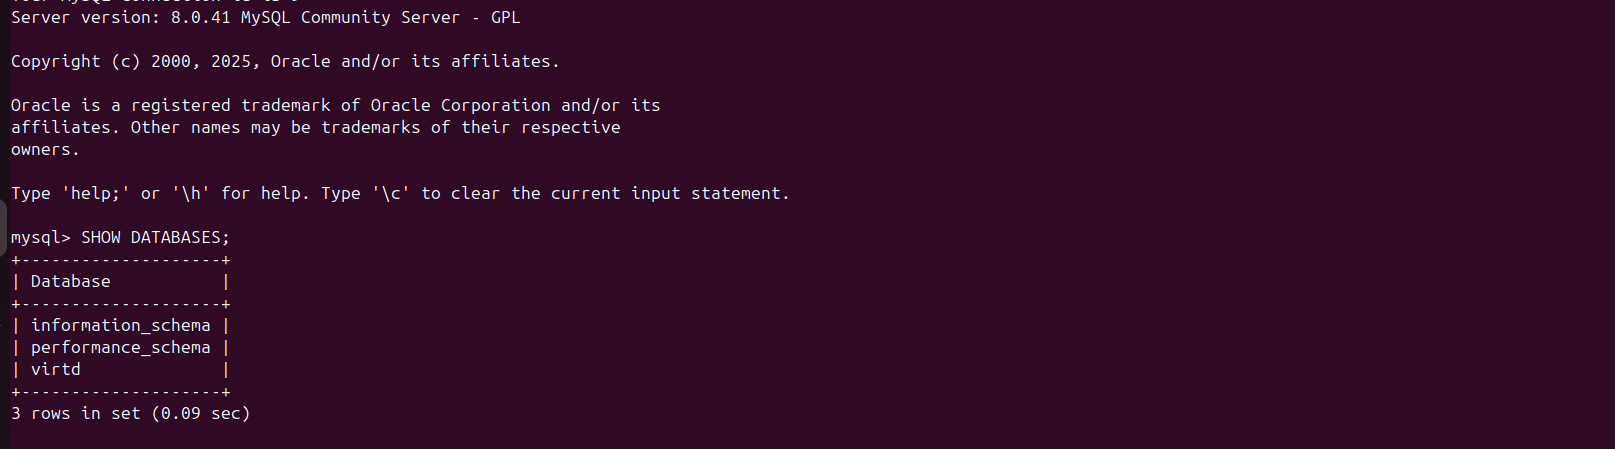 Server version: 8.0.41 MySQL Community Server - GPL
Copyright (c) 2000, 2025, Oracle and/or its affiliates.
Oracle is a registered trademark of Oracle Corporation and/or its
affiliates. Other names may be trademarks of their respective
owners.
Type 'help;' or '\h' for help. Type '\c' to clear the current input statement.
mysql> SHOW DATABASES;
+--------------------+
| Database           |
+--------------------+
| information_schema |
| performance_schema |
| virtd              |
+--------------------+
3 rows in set (0.09 sec)